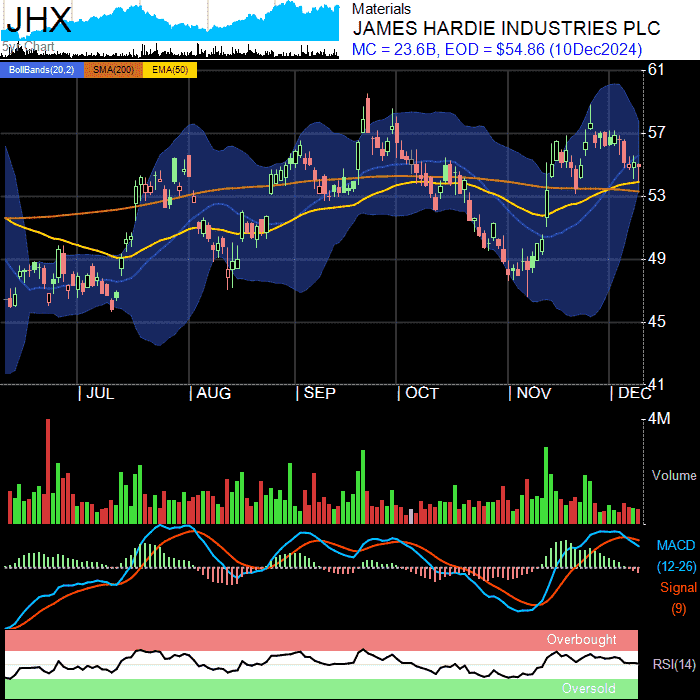 JHX
Materials
JAMES HARDIE INDUSTRIES PLC
MC = 23.6B, EOD = $54.86 (10Dec2024)
BollBands(20,2) SMA(200) EMA(50)
61
57
53
49
45
41
| JUL | AUG | SEP | OCT | NOV | DEC
4M
Volume
MACD
(12-26)
Signal
(9)
Overbought
RSI(14)
Oversold